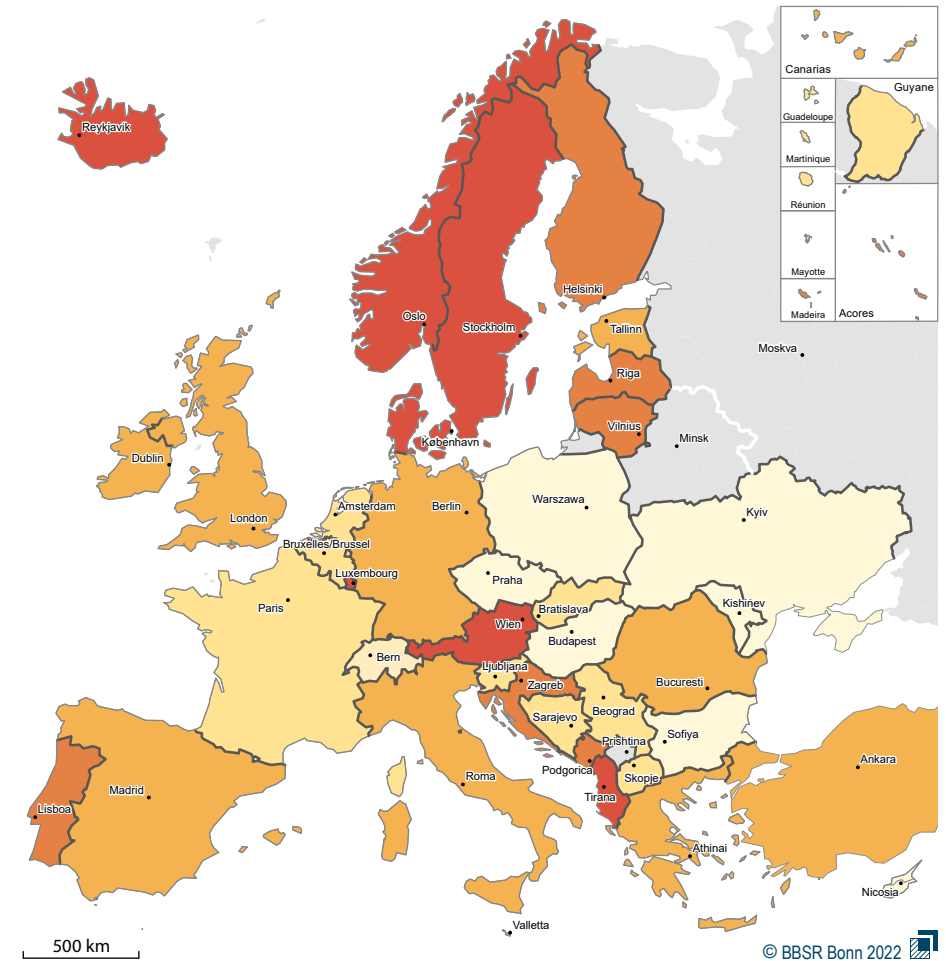 Canarias
Guyane
Guadeloupe
Martinique
Réunion
Mayotte
Madeira
Acores
Reykjavik
Helsinki
Oslo
Stockholm
Tallinn
Moskva
Riga
Vilnius
Minsk
København
Dublin
London
Amsterdam
Berlin
Warszawa
Kyiv
Bruxelles/Brussel
Luxembourg
Praha
Paris
Bratislava
Kishinev
Wien
Budapest
Bern
Ljubljana
Zagreb
Bucuresti
Beograd
Sarajevo
Prishtina
Sofiya
Podgorica
Skopje
Ankara
Roma
Tirana
Madrid
Lisboa
Athinai
Nicosia
Valletta
500 km
© BBSR Bonn 2022